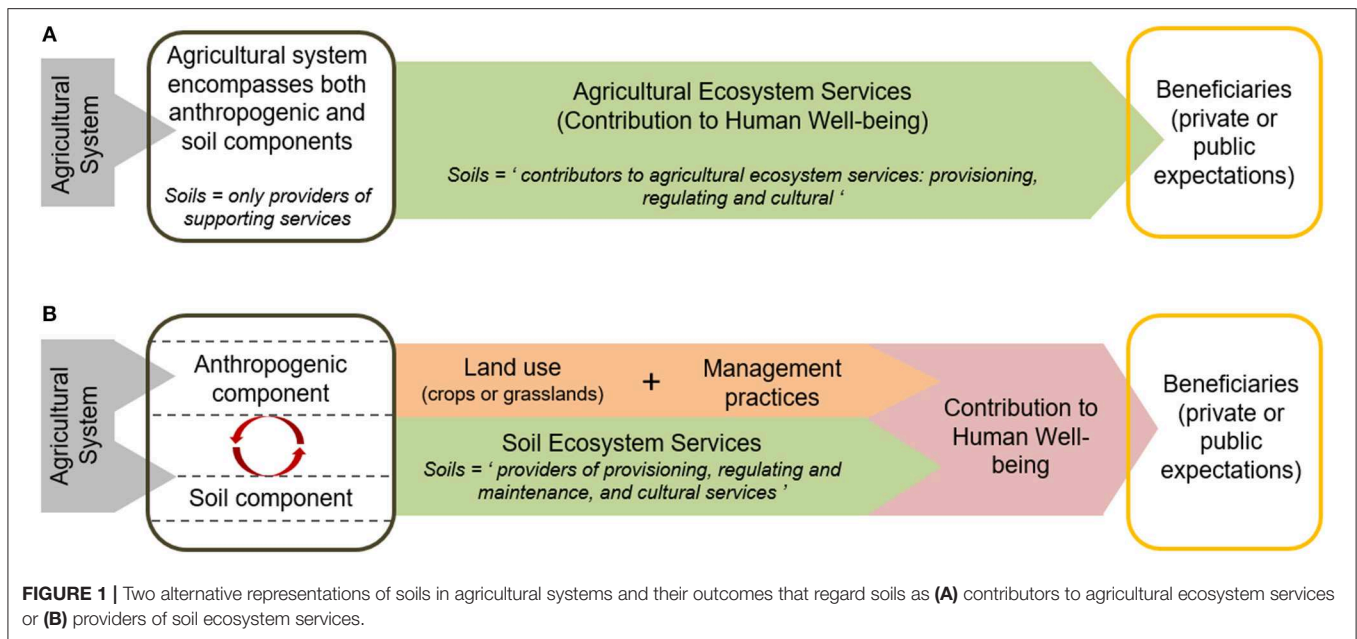 A
Agricultural
System
Agricultural system
encompasses both
anthropogenic and
soil components
Soils = only providers of
supporting services
Agricultural Ecosystem Services
(Contribution to Human Well-being)
Soils = ‘ contributors to agricultural ecosystem services: provisioning,
regulating and cultural ‘
Beneficiaries
(private or
public
expectations)
B
Agricultural
System
Anthropogenic
component
Soil component
Land use
(crops or grasslands)
+
Management
practices
Soil Ecosystem Services
Soils = ‘ providers of provisioning, regulating and
maintenance, and cultural services ’
Contribution to
Human Well-
being
Beneficiaries
(private or
public
expectations)
FIGURE 1 | Two alternative representations of soils in agricultural systems and their outcomes that regard soils as (A) contributors to agricultural ecosystem services
or (B) providers of soil ecosystem services.